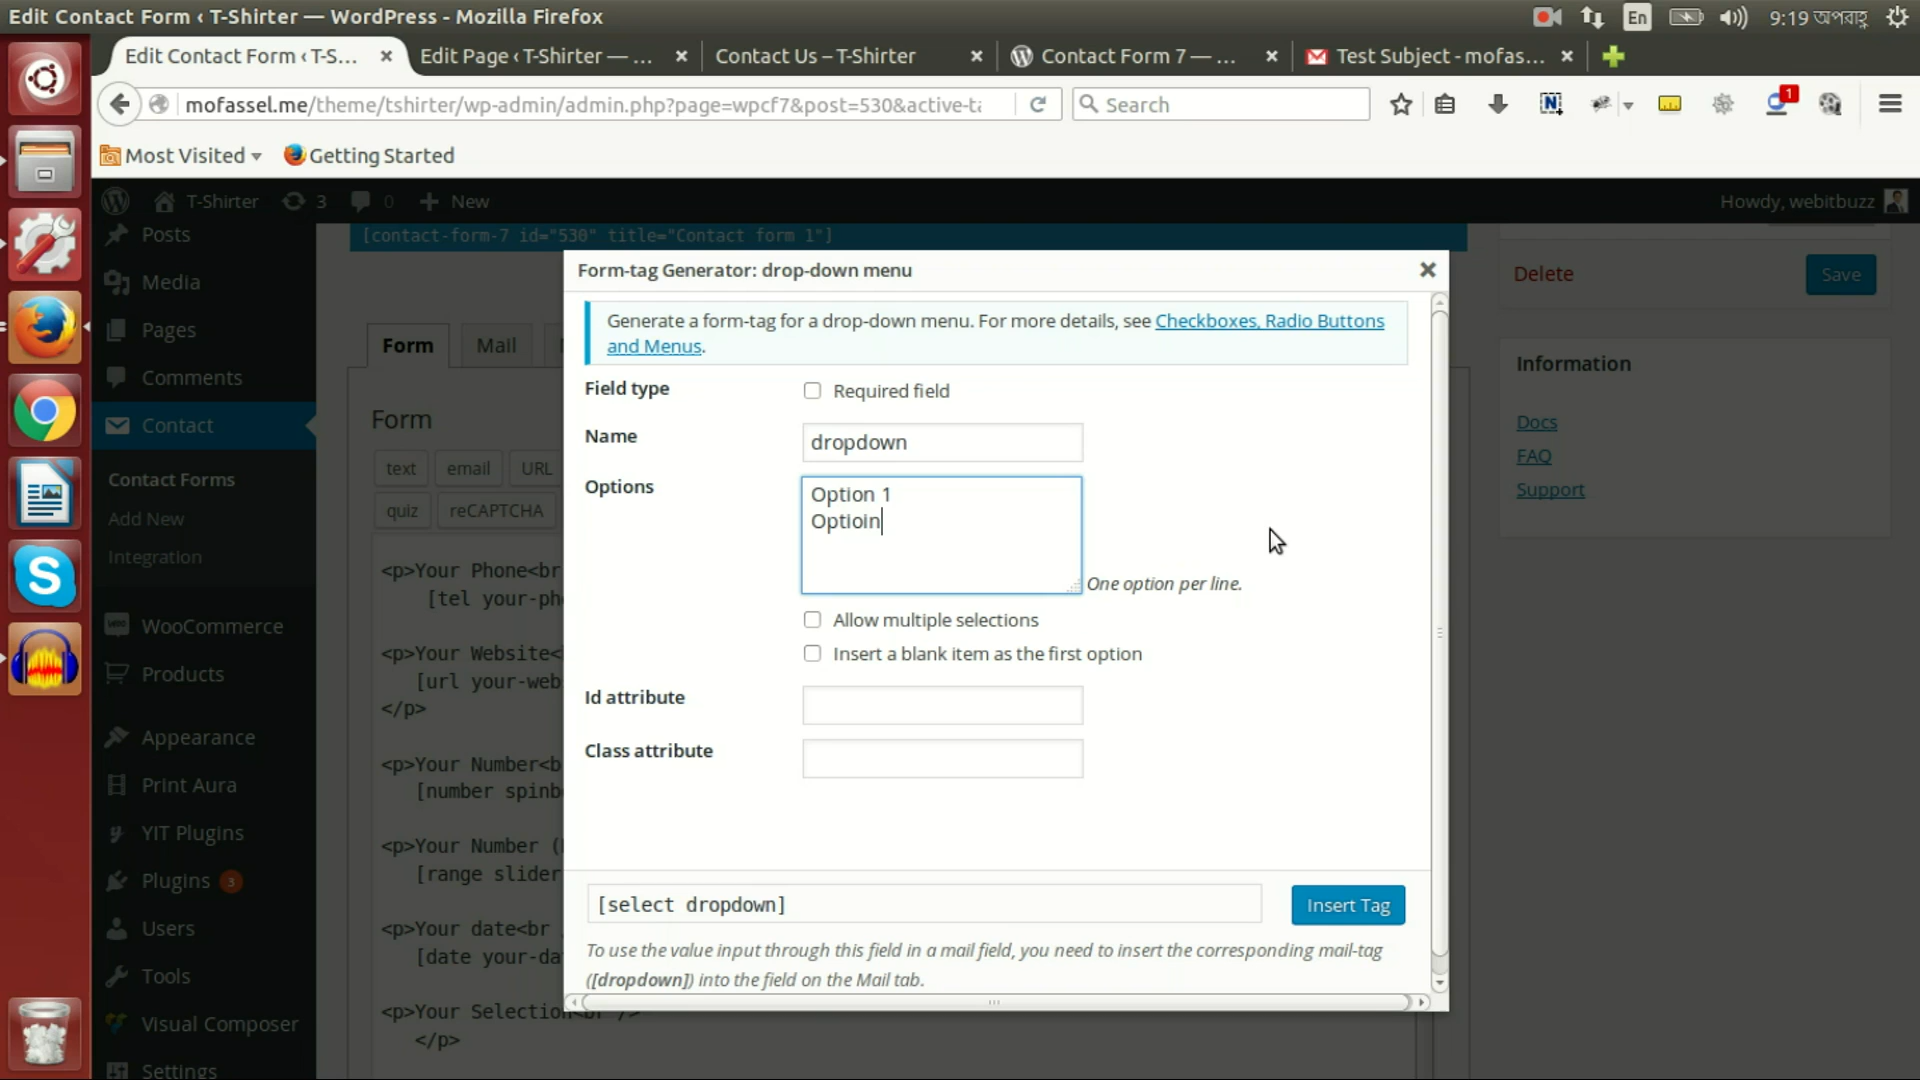 Edit Contact Form ‹ T-Shirter — WordPress - Mozilla Firefox
En
9:19 অপরাহ্ণ
Edit Contact Form ‹ T-S...
Edit Page ‹ T-Shirter — ...
Contact Us – T-Shirter
Contact Form 7 — ...
Test Subject - mofas...
mofassel.me/theme/tshirter/wp-admin/admin.php?page=wpcf7&post=530&active-ta
Search
1
Most Visited
Getting Started
T-Shirter
3
0
New
Howdy, webitbuzz
Posts
Media
Pages
Comments
Contact
Contact Forms
Add New
Integration
WooCommerce
Products
Appearance
Print Aura
YIT Plugins
Plugins 3
Users
Tools
Visual Composer
Settings
[contact-form-7 id="530" title="Contact form 1"]
Form
Mail
Form
text
email
URL
quiz
reCAPTCHA
<p>Your Phone<br
[tel your-ph
<p>Your Website<
[url your-web
</p>
<p>Your Number<b
[number spinb
<p>Your Number (
[range slider
<p>Your date<br
[date your-da
<p>Your Selection<br />
</p>
Form-tag Generator: drop-down menu
Generate a form-tag for a drop-down menu. For more details, see Checkboxes, Radio Buttons
and Menus.
Field type
Required field
Name
dropdown
Options
Option 1
Optioin
One option per line.
Allow multiple selections
Insert a blank item as the first option
Id attribute
Class attribute
[select dropdown]
Insert Tag
To use the value input through this field in a mail field, you need to insert the corresponding mail-tag
([dropdown]) into the field on the Mail tab.
Delete
Save
Information
Docs
FAQ
Support